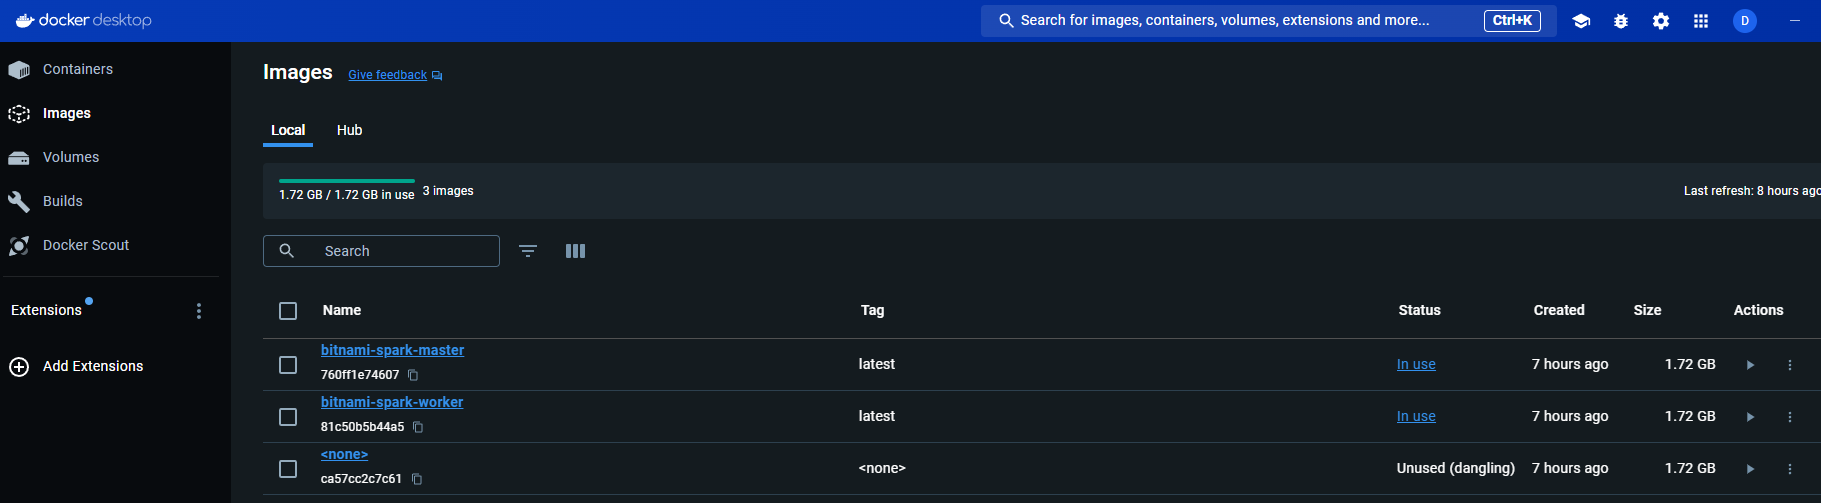 docker desktop
Search for images, containers, volumes, extensions and more...
Ctrl+K
D
Containers
Images
Volumes
Builds
Docker Scout
Extensions
Add Extensions
Images
Give feedback
Local
Hub
1.72 GB / 1.72 GB in use
3 images
Last refresh: 8 hours ago
Search
Name Tag Status Created Size Actions
bitnami-spark-master
760ff1e74607
latest In use 7 hours ago 1.72 GB
bitnami-spark-worker
81c50b5b44a5
latest In use 7 hours ago 1.72 GB
<none>
ca57cc2c7c61
<none> Unused (dangling) 7 hours ago 1.72 GB